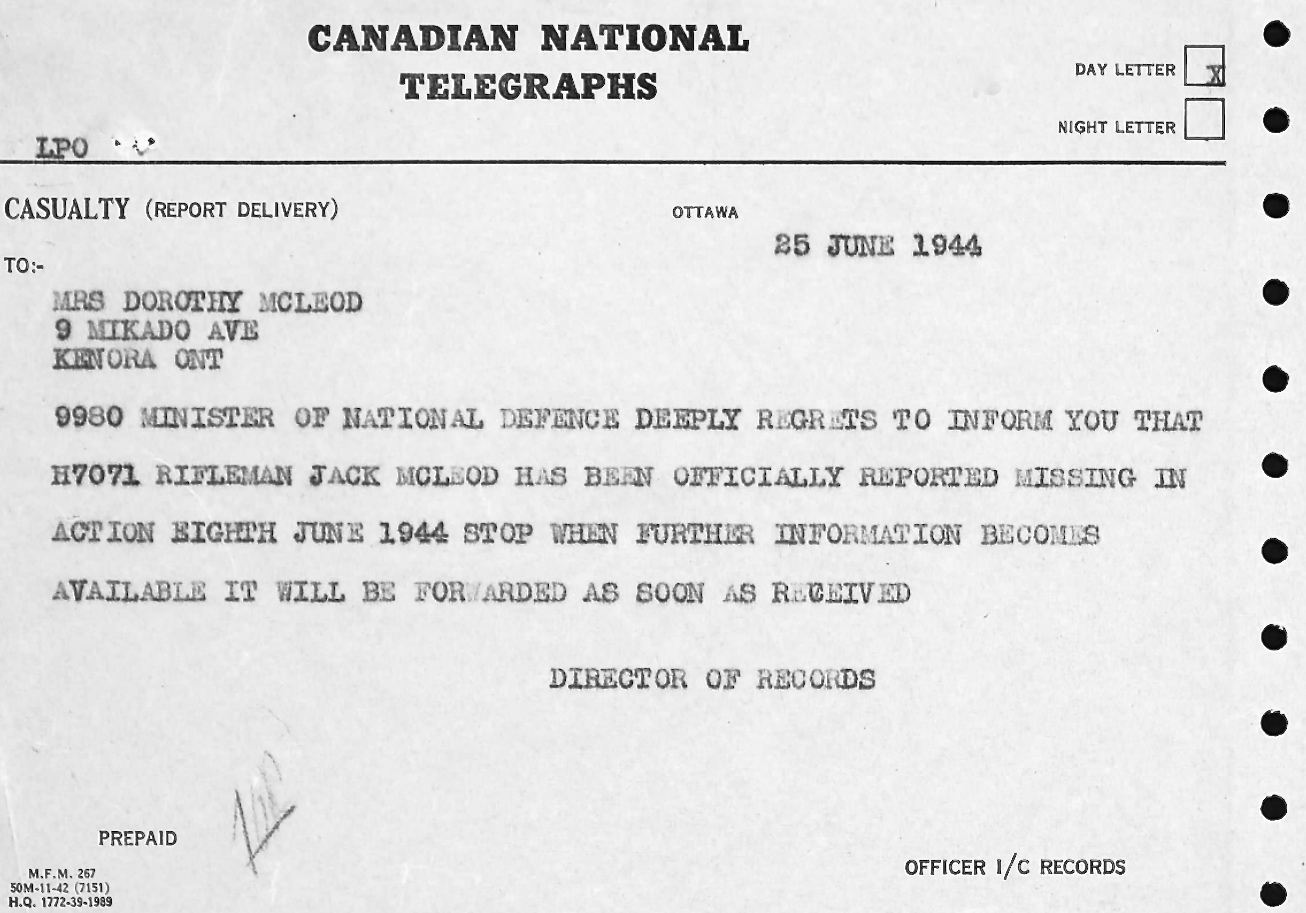 CANADIAN NATIONAL
TELEGRAPHS
DAY LETTER X
NIGHT LETTER
LPO
CASUALTY (REPORT DELIVERY)
OTTAWA
25 JUNE 1944
TO:-
MRS DOROTHY MCLEOD
9 MIKADO AVE
KENORA ONT
9980 MINISTER OF NATIONAL DEFENCE DEEPLY REGRETS TO INFORM YOU THAT
H7071 RIFLEMAN JACK MCLEOD HAS BEEN OFFICIALLY REPORTED MISSING IN
ACTION EIGHTH JUNE 1944 STOP WHEN FURTHER INFORMATION BECOMES
AVAILABLE IT WILL BE FORWARDED AS SOON AS RECEIVED
DIRECTOR OF RECORDS
PREPAID
OFFICER I/C RECORDS
M.F.M. 267
50M-11-42 (7151)
H.Q. 1772-39-1989